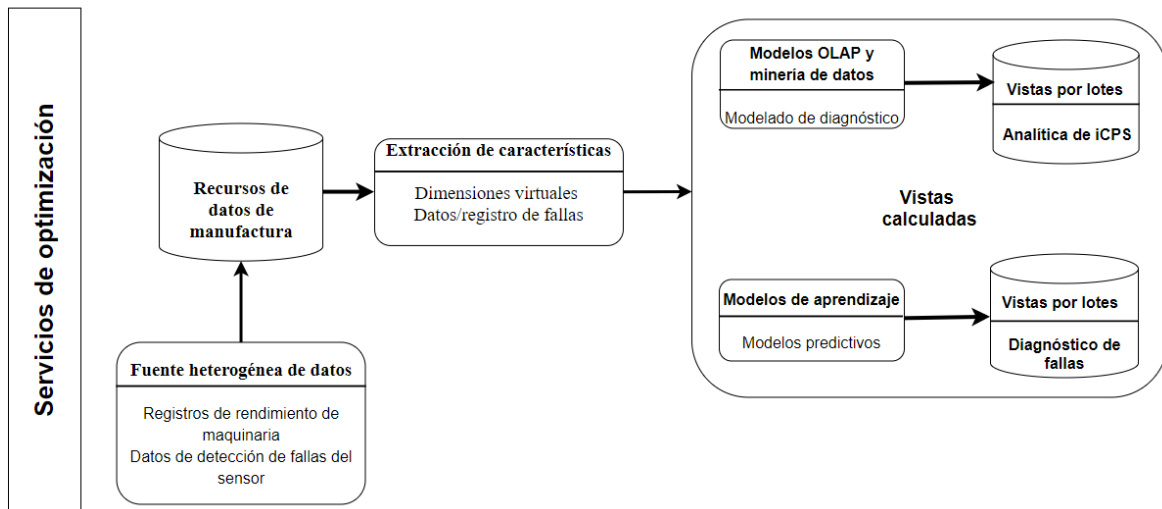 Servicios de optimización
Fuente heterogénea de datos
Registros de rendimiento de
maquinaria
Datos de detección de fallas del
sensor
Recursos de
datos de
manufactura
Extracción de características
Dimensiones virtuales
Datos/registro de fallas
Modelos OLAP y
minería de datos
Modelado de diagnóstico
Vistas por lotes
Analítica de iCPS
Vistas
calculadas
Modelos de aprendizaje
Modelos predictivos
Vistas por lotes
Diagnóstico de
fallas